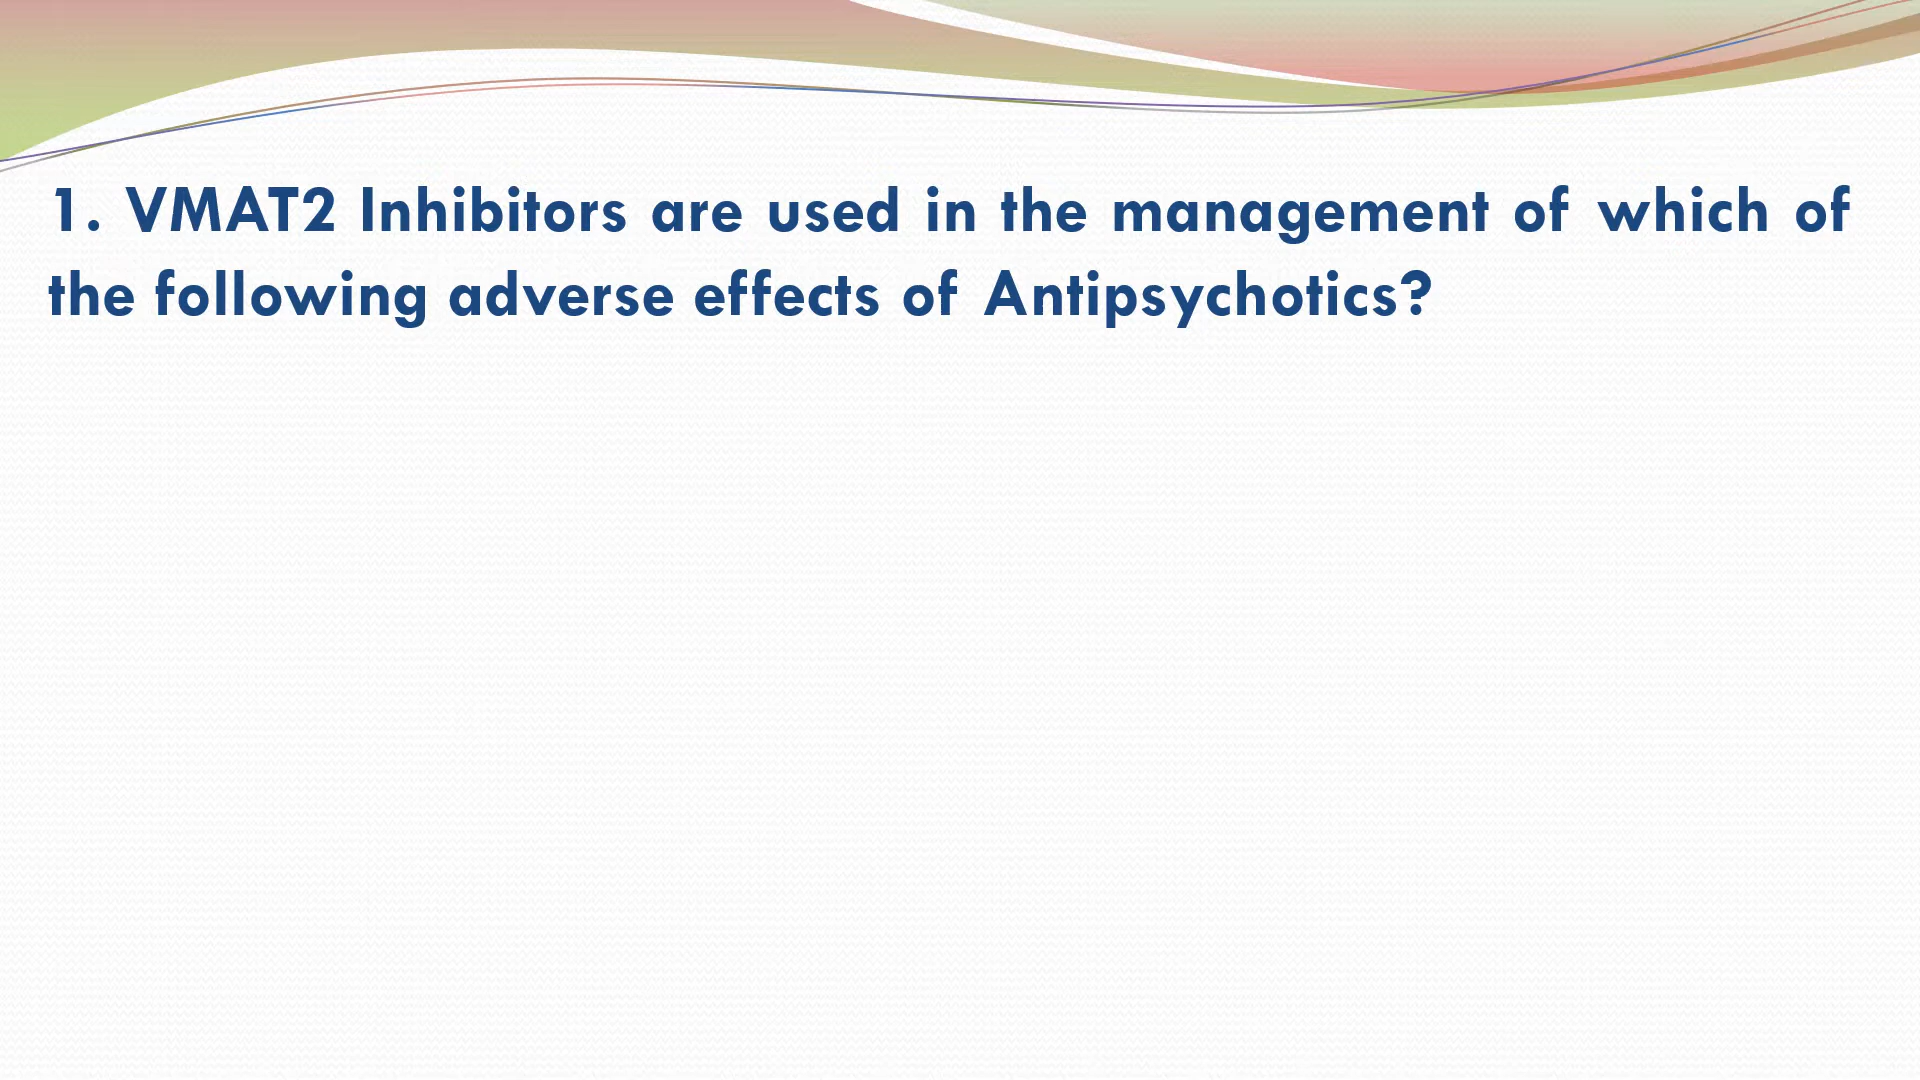 1. VMAT2 Inhibitors are used in the management of which of
the following adverse effects of Antipsychotics?